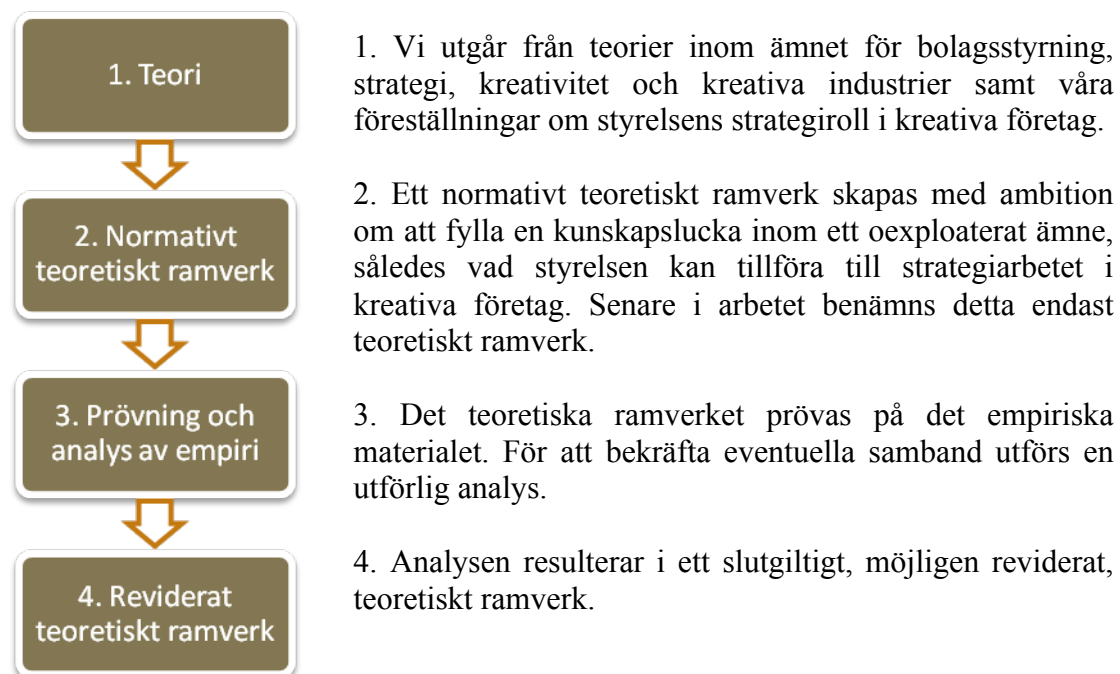 1. Teori
1. Vi utgår från teorier inom ämnet för bolagsstyrning,
strategi, kreativitet och kreativa industrier samt våra
föreställningar om styrelsens strategiroll i kreativa företag.
2. Normativt
teoretiskt ramverk
2. Ett normativt teoretiskt ramverk skapas med ambition
om att fylla en kunskapslucka inom ett oexploaterat ämne,
således vad styrelsen kan tillföra till strategiarbetet i
kreativa företag. Senare i arbetet benämns detta endast
teoretiskt ramverk.
3. Prövning och
analys av empiri
3. Det teoretiska ramverket prövas på det empiriska
materialet. För att bekräfta eventuella samband utförs en
utförlig analys.
4. Reviderat
teoretiskt ramverk
4. Analysen resulterar i ett slutgiltigt, möjligen reviderat,
teoretiskt ramverk.